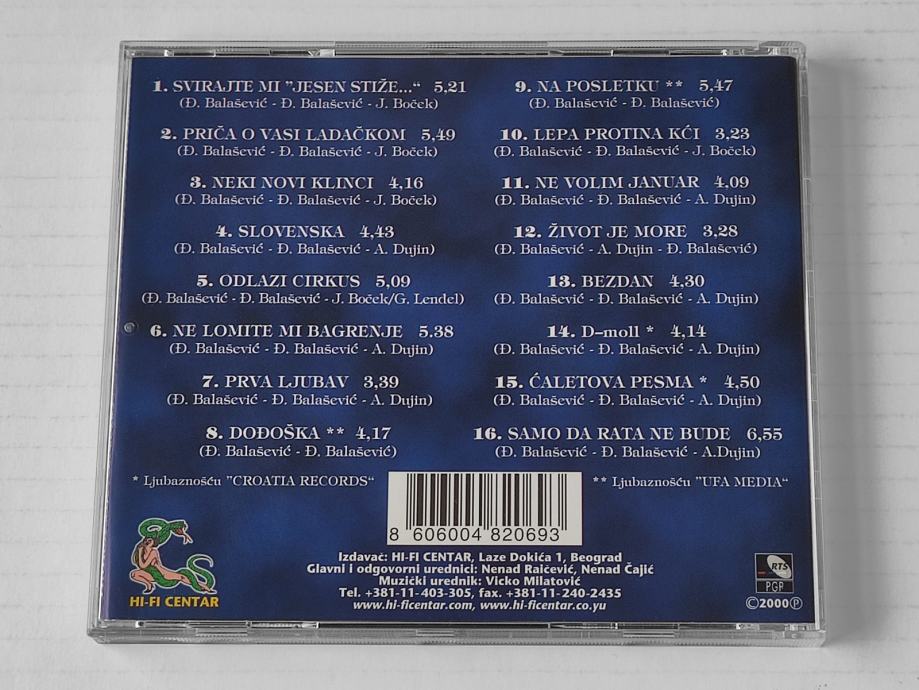 1. SVIRAJTE MI "JESEN STIŽE..." 5,21
(Đ. Balašević - Đ. Balašević - J. Boček)
2. PRIČA O VASI LADAČKOM 5,49
(Đ. Balašević - Đ. Balašević - J. Boček)
3. NEKI NOVI KLINCI 4,16
(Đ. Balašević - Đ. Balašević - J. Boček)
4. SLOVENSKA 4,43
(Đ. Balašević - Đ. Balašević - A. Dujin)
5. ODLAZI CIRKUS 5,09
(Đ. Balašević - Đ. Balašević - J. Boček/G. Lendel)
6. NE LOMITE MI BAGRENJE 5.38
(Đ. Balašević - Đ. Balašević - A. Dujin)
7. PRVA LJUBAV 3,39
(Đ. Balašević - Đ. Balašević - A. Dujin)
8. DOĐOŠKA ** 4,17
(Đ. Balašević - Đ. Balašević)
9. NA POSLETKU ** 5,47
(Đ. Balašević - Đ. Balašević)
10. LEPA PROTINA KĆI 3,23
(Đ. Balašević - Đ. Balašević - J. Boček)
11. NE VOLIM JANUAR 4,09
(Đ. Balašević - Đ. Balašević - A. Dujin)
12. ŽIVOT JE MORE 3,28
(Đ. Balašević - A. Dujin - Đ. Balašević)
13. BEZDAN 4,30
(Đ. Balašević - Đ. Balašević - A. Dujin)
14. D-moll * 4,14
(Đ. Balašević - Đ. Balašević - A. Dujin)
15. ĆALETOVA PESMA * 4,50
(Đ. Balašević - Đ. Balašević - A. Dujin)
16. SAMO DA RATA NE BUDE 6,55
(Đ. Balašević - Đ. Balašević - A.Dujin)
* Ljubaznošću "CROATIA RECORDS"
** Ljubaznošću "UFA MEDIA"
8 606004 820693
Izdavač: HI-FI CENTAR, Laze Dokića 1, Beograd
Glavni i odgovorni urednici: Nenad Raičević, Nenad Čajić
Muzički urednik: Vicko Milatović
Tel. +381-11-403-305, fax. +381-11-240-2435
www.hi-ficentar.com, www.hi-ficentar.co.yu
HI-FI CENTAR
RTS
PGP
©2000℗